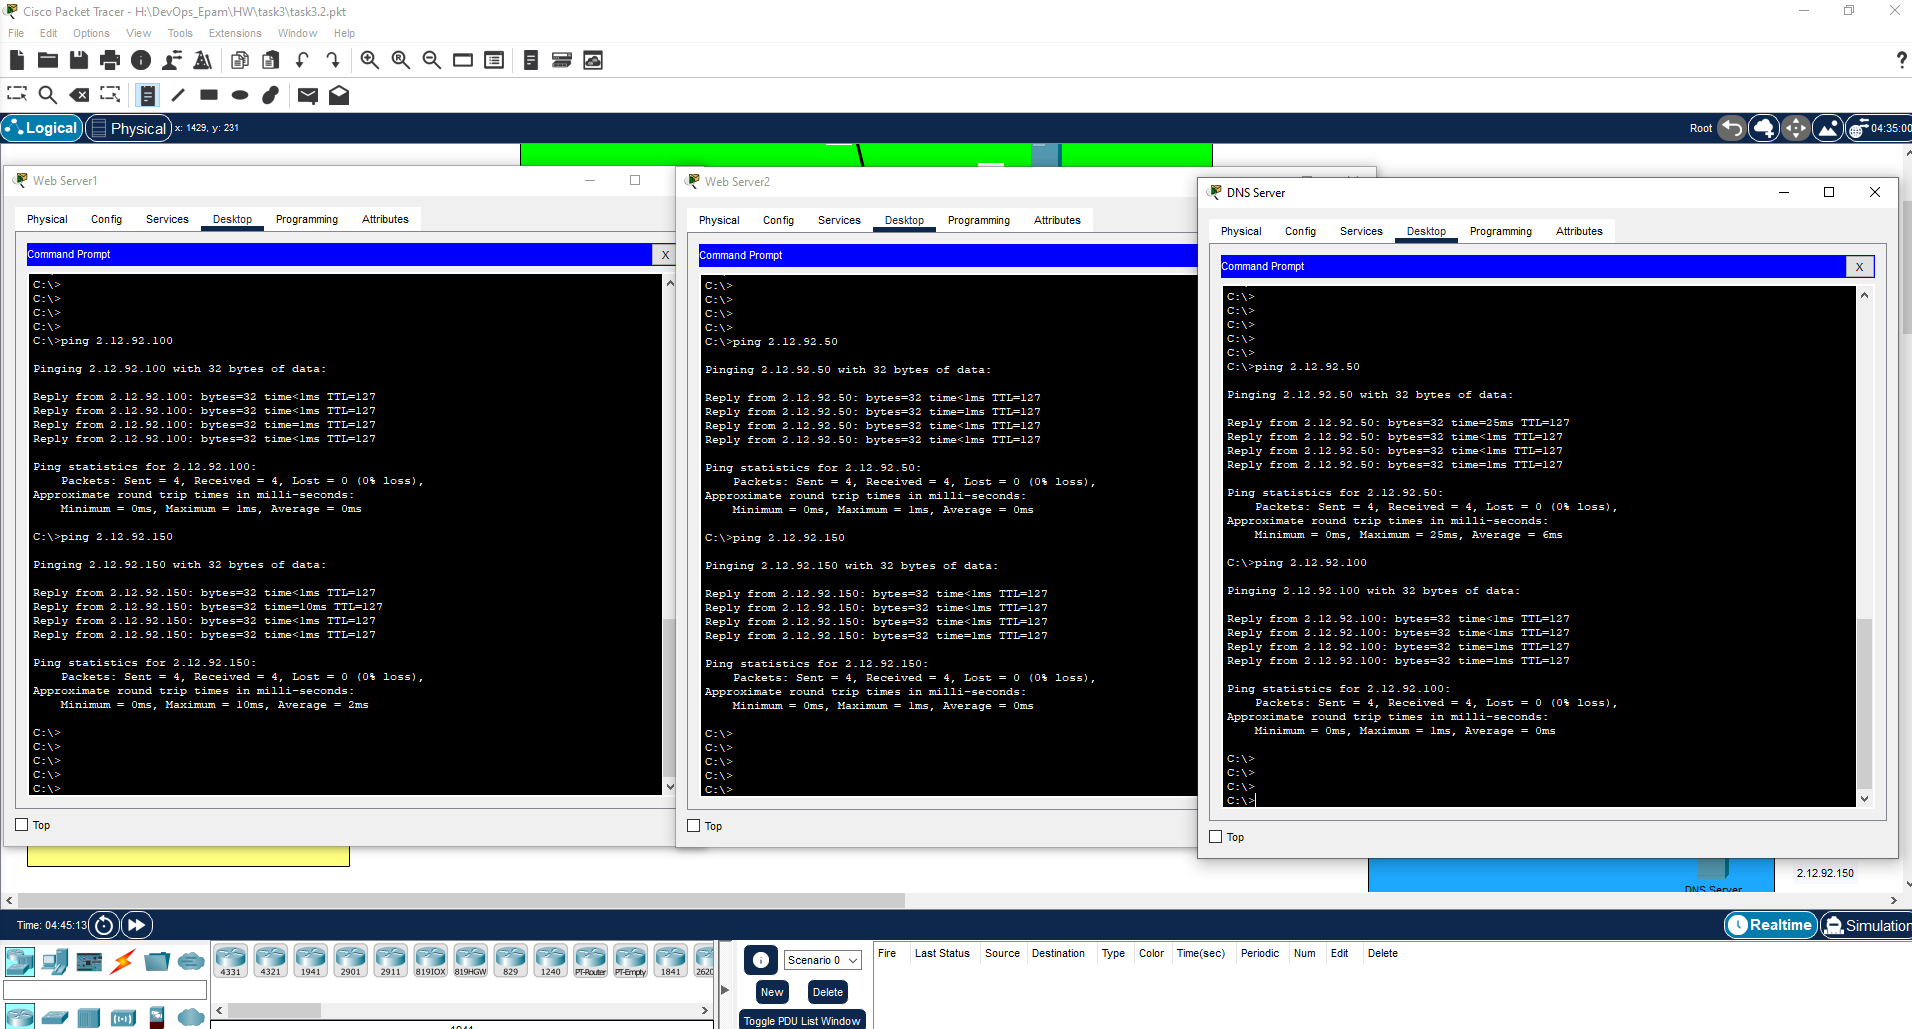 Cisco Packet Tracer - H:\DevOps_Epam\HW\task3\task3.2.pkt
File Edit Options View Tools Extensions Window Help
?
Logical Physical x: 1429, y: 231 Root 04:35:00
Web Server1
Physical Config Services Desktop Programming Attributes
Command Prompt X
C:\>
C:\>
C:\>
C:\>
C:\>ping 2.12.92.100
Pinging 2.12.92.100 with 32 bytes of data:
Reply from 2.12.92.100: bytes=32 time<1ms TTL=127
Reply from 2.12.92.100: bytes=32 time<1ms TTL=127
Reply from 2.12.92.100: bytes=32 time=1ms TTL=127
Reply from 2.12.92.100: bytes=32 time<1ms TTL=127
Ping statistics for 2.12.92.100:
Packets: Sent = 4, Received = 4, Lost = 0 (0% loss),
Approximate round trip times in milli-seconds:
Minimum = 0ms, Maximum = 1ms, Average = 0ms
C:\>ping 2.12.92.150
Pinging 2.12.92.150 with 32 bytes of data:
Reply from 2.12.92.150: bytes=32 time<1ms TTL=127
Reply from 2.12.92.150: bytes=32 time=10ms TTL=127
Reply from 2.12.92.150: bytes=32 time<1ms TTL=127
Reply from 2.12.92.150: bytes=32 time<1ms TTL=127
Ping statistics for 2.12.92.150:
Packets: Sent = 4, Received = 4, Lost = 0 (0% loss),
Approximate round trip times in milli-seconds:
Minimum = 0ms, Maximum = 10ms, Average = 2ms
C:\>
C:\>
C:\>
C:\>
C:\>
Top
Web Server2
Physical Config Services Desktop Programming Attributes
Command Prompt
C:\>
C:\>
C:\>
C:\>
C:\>ping 2.12.92.50
Pinging 2.12.92.50 with 32 bytes of data:
Reply from 2.12.92.50: bytes=32 time<1ms TTL=127
Reply from 2.12.92.50: bytes=32 time=1ms TTL=127
Reply from 2.12.92.50: bytes=32 time<1ms TTL=127
Reply from 2.12.92.50: bytes=32 time<1ms TTL=127
Ping statistics for 2.12.92.50:
Packets: Sent = 4, Received = 4, Lost = 0 (0% loss),
Approximate round trip times in milli-seconds:
Minimum = 0ms, Maximum = 1ms, Average = 0ms
C:\>ping 2.12.92.150
Pinging 2.12.92.150 with 32 bytes of data:
Reply from 2.12.92.150: bytes=32 time<1ms TTL=127
Reply from 2.12.92.150: bytes=32 time<1ms TTL=127
Reply from 2.12.92.150: bytes=32 time<1ms TTL=127
Reply from 2.12.92.150: bytes=32 time=1ms TTL=127
Ping statistics for 2.12.92.150:
Packets: Sent = 4, Received = 4, Lost = 0 (0% loss),
Approximate round trip times in milli-seconds:
Minimum = 0ms, Maximum = 1ms, Average = 0ms
C:\>
C:\>
C:\>
C:\>
C:\>
Top
DNS Server
Physical Config Services Desktop Programming Attributes
Command Prompt X
C:\>
C:\>
C:\>
C:\>
C:\>
C:\>ping 2.12.92.50
Pinging 2.12.92.50 with 32 bytes of data:
Reply from 2.12.92.50: bytes=32 time=25ms TTL=127
Reply from 2.12.92.50: bytes=32 time<1ms TTL=127
Reply from 2.12.92.50: bytes=32 time<1ms TTL=127
Reply from 2.12.92.50: bytes=32 time=1ms TTL=127
Ping statistics for 2.12.92.50:
Packets: Sent = 4, Received = 4, Lost = 0 (0% loss),
Approximate round trip times in milli-seconds:
Minimum = 0ms, Maximum = 25ms, Average = 6ms
C:\>ping 2.12.92.100
Pinging 2.12.92.100 with 32 bytes of data:
Reply from 2.12.92.100: bytes=32 time<1ms TTL=127
Reply from 2.12.92.100: bytes=32 time<1ms TTL=127
Reply from 2.12.92.100: bytes=32 time=1ms TTL=127
Reply from 2.12.92.100: bytes=32 time=1ms TTL=127
Ping statistics for 2.12.92.100:
Packets: Sent = 4, Received = 4, Lost = 0 (0% loss),
Approximate round trip times in milli-seconds:
Minimum = 0ms, Maximum = 1ms, Average = 0ms
C:\>
C:\>
C:\>
C:\>
Top
2.12.92.150
DNS Server
Time: 04:45:13 Realtime Simulation
4331 4321 1941 2901 2911 819IOX 819HGW 829 1240 PT-Router PT-Empty 1841 2620
1941
Scenario 0
New Delete
Toggle PDU List Window
Fire Last Status Source Destination Type Color Time(sec) Periodic Num Edit Delete